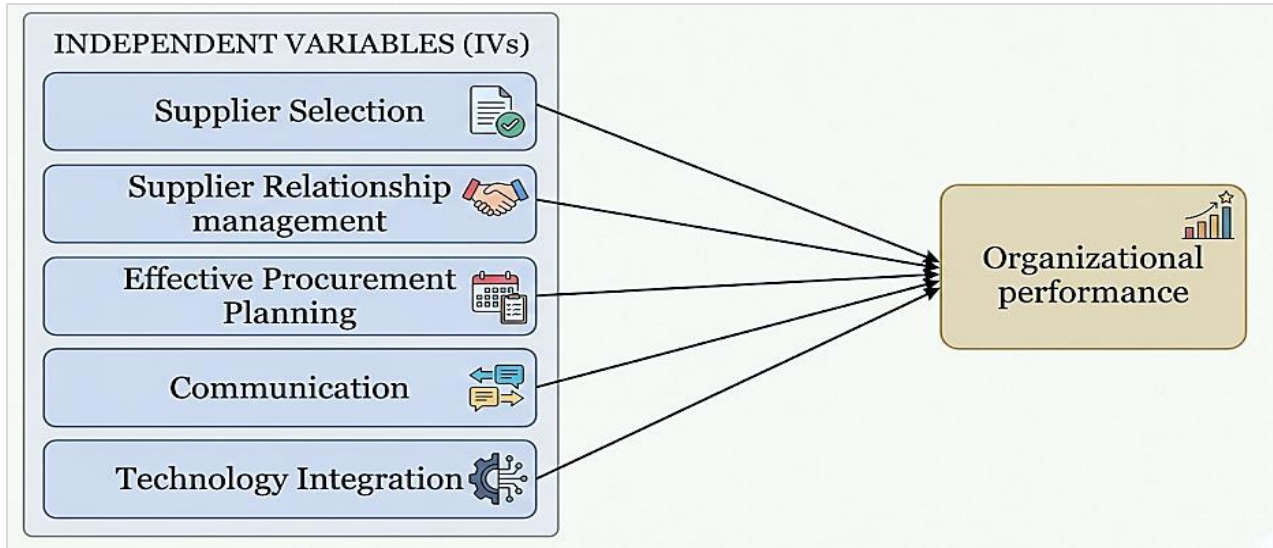 INDEPENDENT VARIABLES (IVs)
Supplier Selection
Supplier Relationship
management
Effective Procurement
Planning
Communication
Technology Integration
Organizational
performance